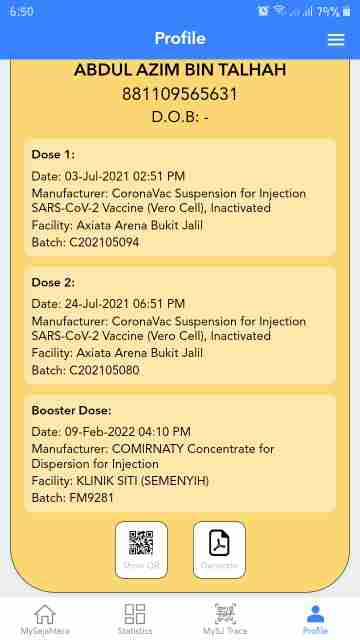 6:50
79%
Profile
ABDUL AZIM BIN TALHAH
881109565631
D.O.B: -
Dose 1:
Date: 03-Jul-2021 02:51 PM
Manufacturer: CoronaVac Suspension for Injection
SARS-CoV-2 Vaccine (Vero Cell), Inactivated
Facility: Axiata Arena Bukit Jalil
Batch: C202105094
Dose 2:
Date: 24-Jul-2021 06:51 PM
Manufacturer: CoronaVac Suspension for Injection
SARS-CoV-2 Vaccine (Vero Cell), Inactivated
Facility: Axiata Arena Bukit Jalil
Batch: C202105080
Booster Dose:
Date: 09-Feb-2022 04:10 PM
Manufacturer: COMIRNATY Concentrate for
Dispersion for Injection
Facility: KLINIK SITI (SEMENYIH)
Batch: FM9281
Show QR
Generate
MySejahtera
Statistics
MySJ Trace
Profile